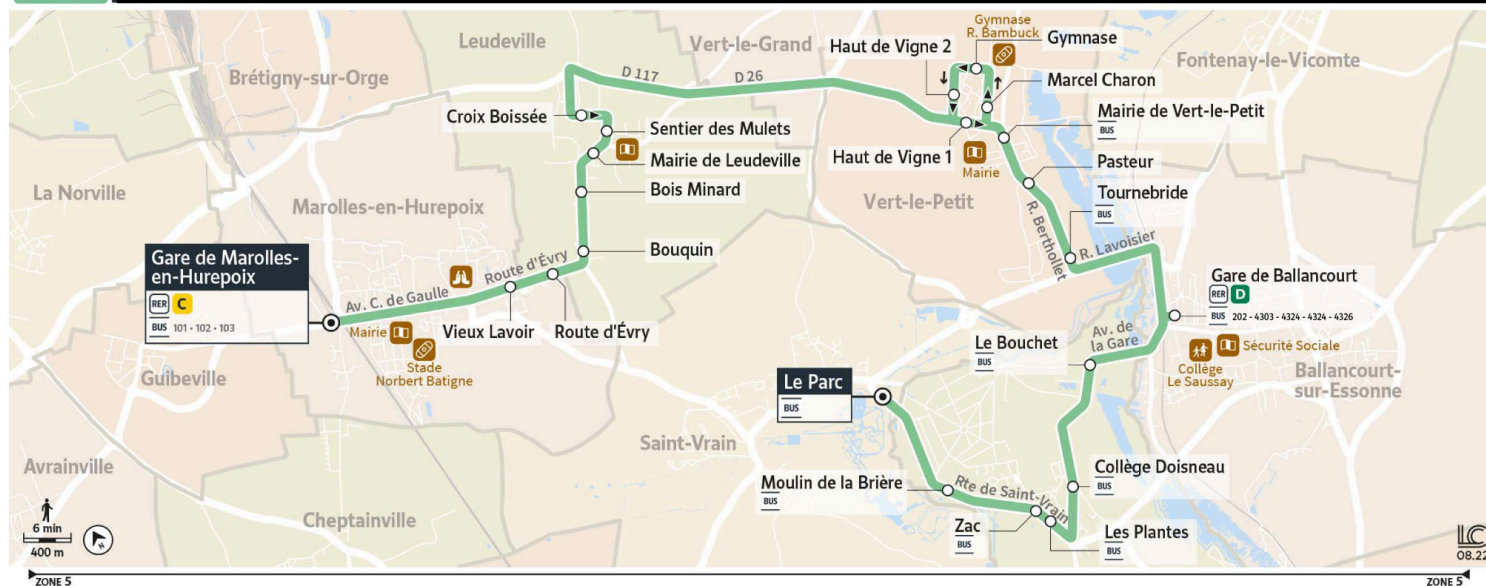 Leudeville
Vert-le-Grand
Brétigny-sur-Orge
La Norville
Marolles-en-Hurepoix
Guibeville
Avrainville
Cheptainville
Saint-Vrain
Vert-le-Petit
Fontenay-le-Vicomte
Ballancourt-
sur-Essonne
Gare de Marolles-
en-Hurepoix
RER C
BUS 101 • 102 • 103
Av. C. de Gaulle
Mairie
Stade
Norbert Batigne
Vieux Lavoir
Route d'Évry
Route d'Évry
Bouquin
Bois Minard
Mairie de Leudeville
Sentier des Mulets
Croix Boissée
D 117
D 26
Haut de Vigne 2
Gymnase
R. Bambuck
Gymnase
Marcel Charon
Haut de Vigne 1
Mairie
Mairie de Vert-le-Petit
BUS
Pasteur
Tournebride
BUS
R. Berthollet
R. Lavoisier
Gare de Ballancourt
RER D
BUS 202 - 4303 - 4324 - 4324 - 4326
Sécurité Sociale
Collège
Le Saussay
Av. de
la Gare
Le Bouchet
BUS
Collège Doisneau
BUS
Les Plantes
BUS
Zac
BUS
Rte de Saint-Vrain
Moulin de la Brière
BUS
Le Parc
BUS
6 min
400 m
N
LC
08.22
ZONE 5
ZONE 5